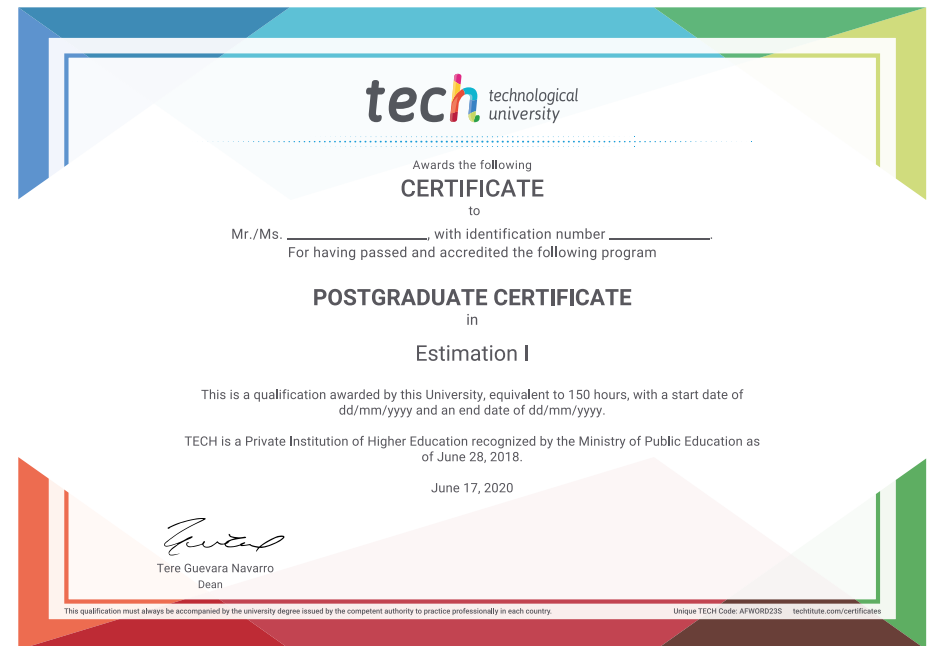 tech technological
university
Awards the following
CERTIFICATE
to
Mr./Ms. ____________________, with identification number ______________.
For having passed and accredited the following program
POSTGRADUATE CERTIFICATE
in
Estimation I
This is a qualification awarded by this University, equivalent to 150 hours, with a start date of
dd/mm/yyyy and an end date of dd/mm/yyyy.
TECH is a Private Institution of Higher Education recognized by the Ministry of Public Education as
of June 28, 2018.
June 17, 2020
Tere Guevara Navarro
Dean
This qualification must always be accompanied by the university degree issued by the competent authority to practice professionally in each country. Unique TECH Code: AFWORD23S techtitute.com/certificates